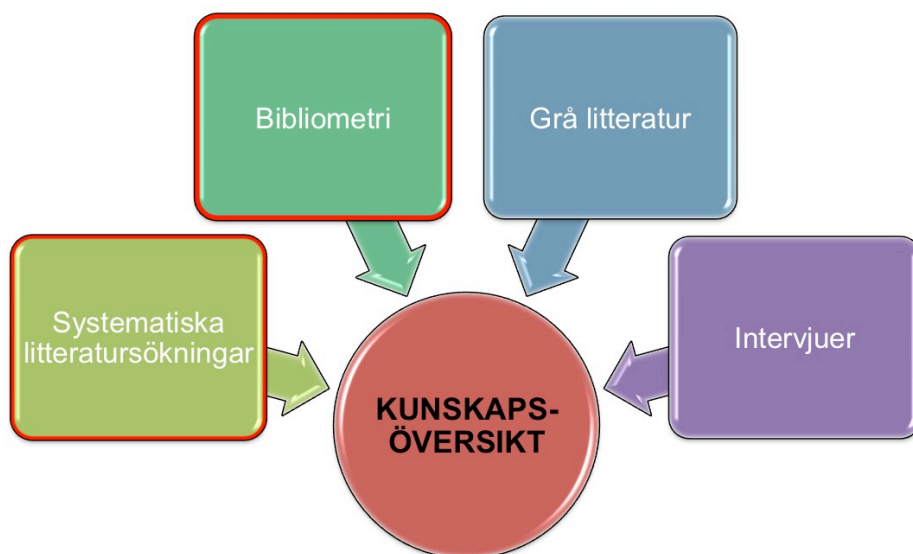 Bibliometri
Grå litteratur
Systematiska
litteratursökningar
Intervjuer
KUNSKAPS-
ÖVERSIKT